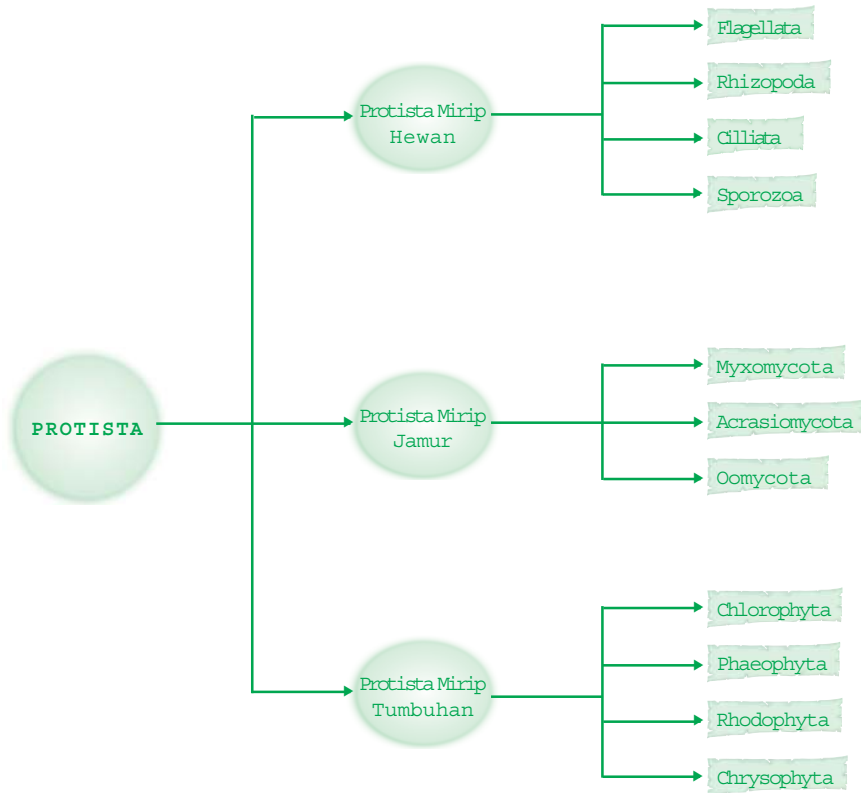 PROTISTA
Protista Mirip
Hewan
Flagellata
Rhizopoda
Cilliata
Sporozoa
Protista Mirip
Jamur
Myxomycota
Acrasiomycota
Oomycota
Protista Mirip
Tumbuhan
Chlorophyta
Phaeophyta
Rhodophyta
Chrysophyta